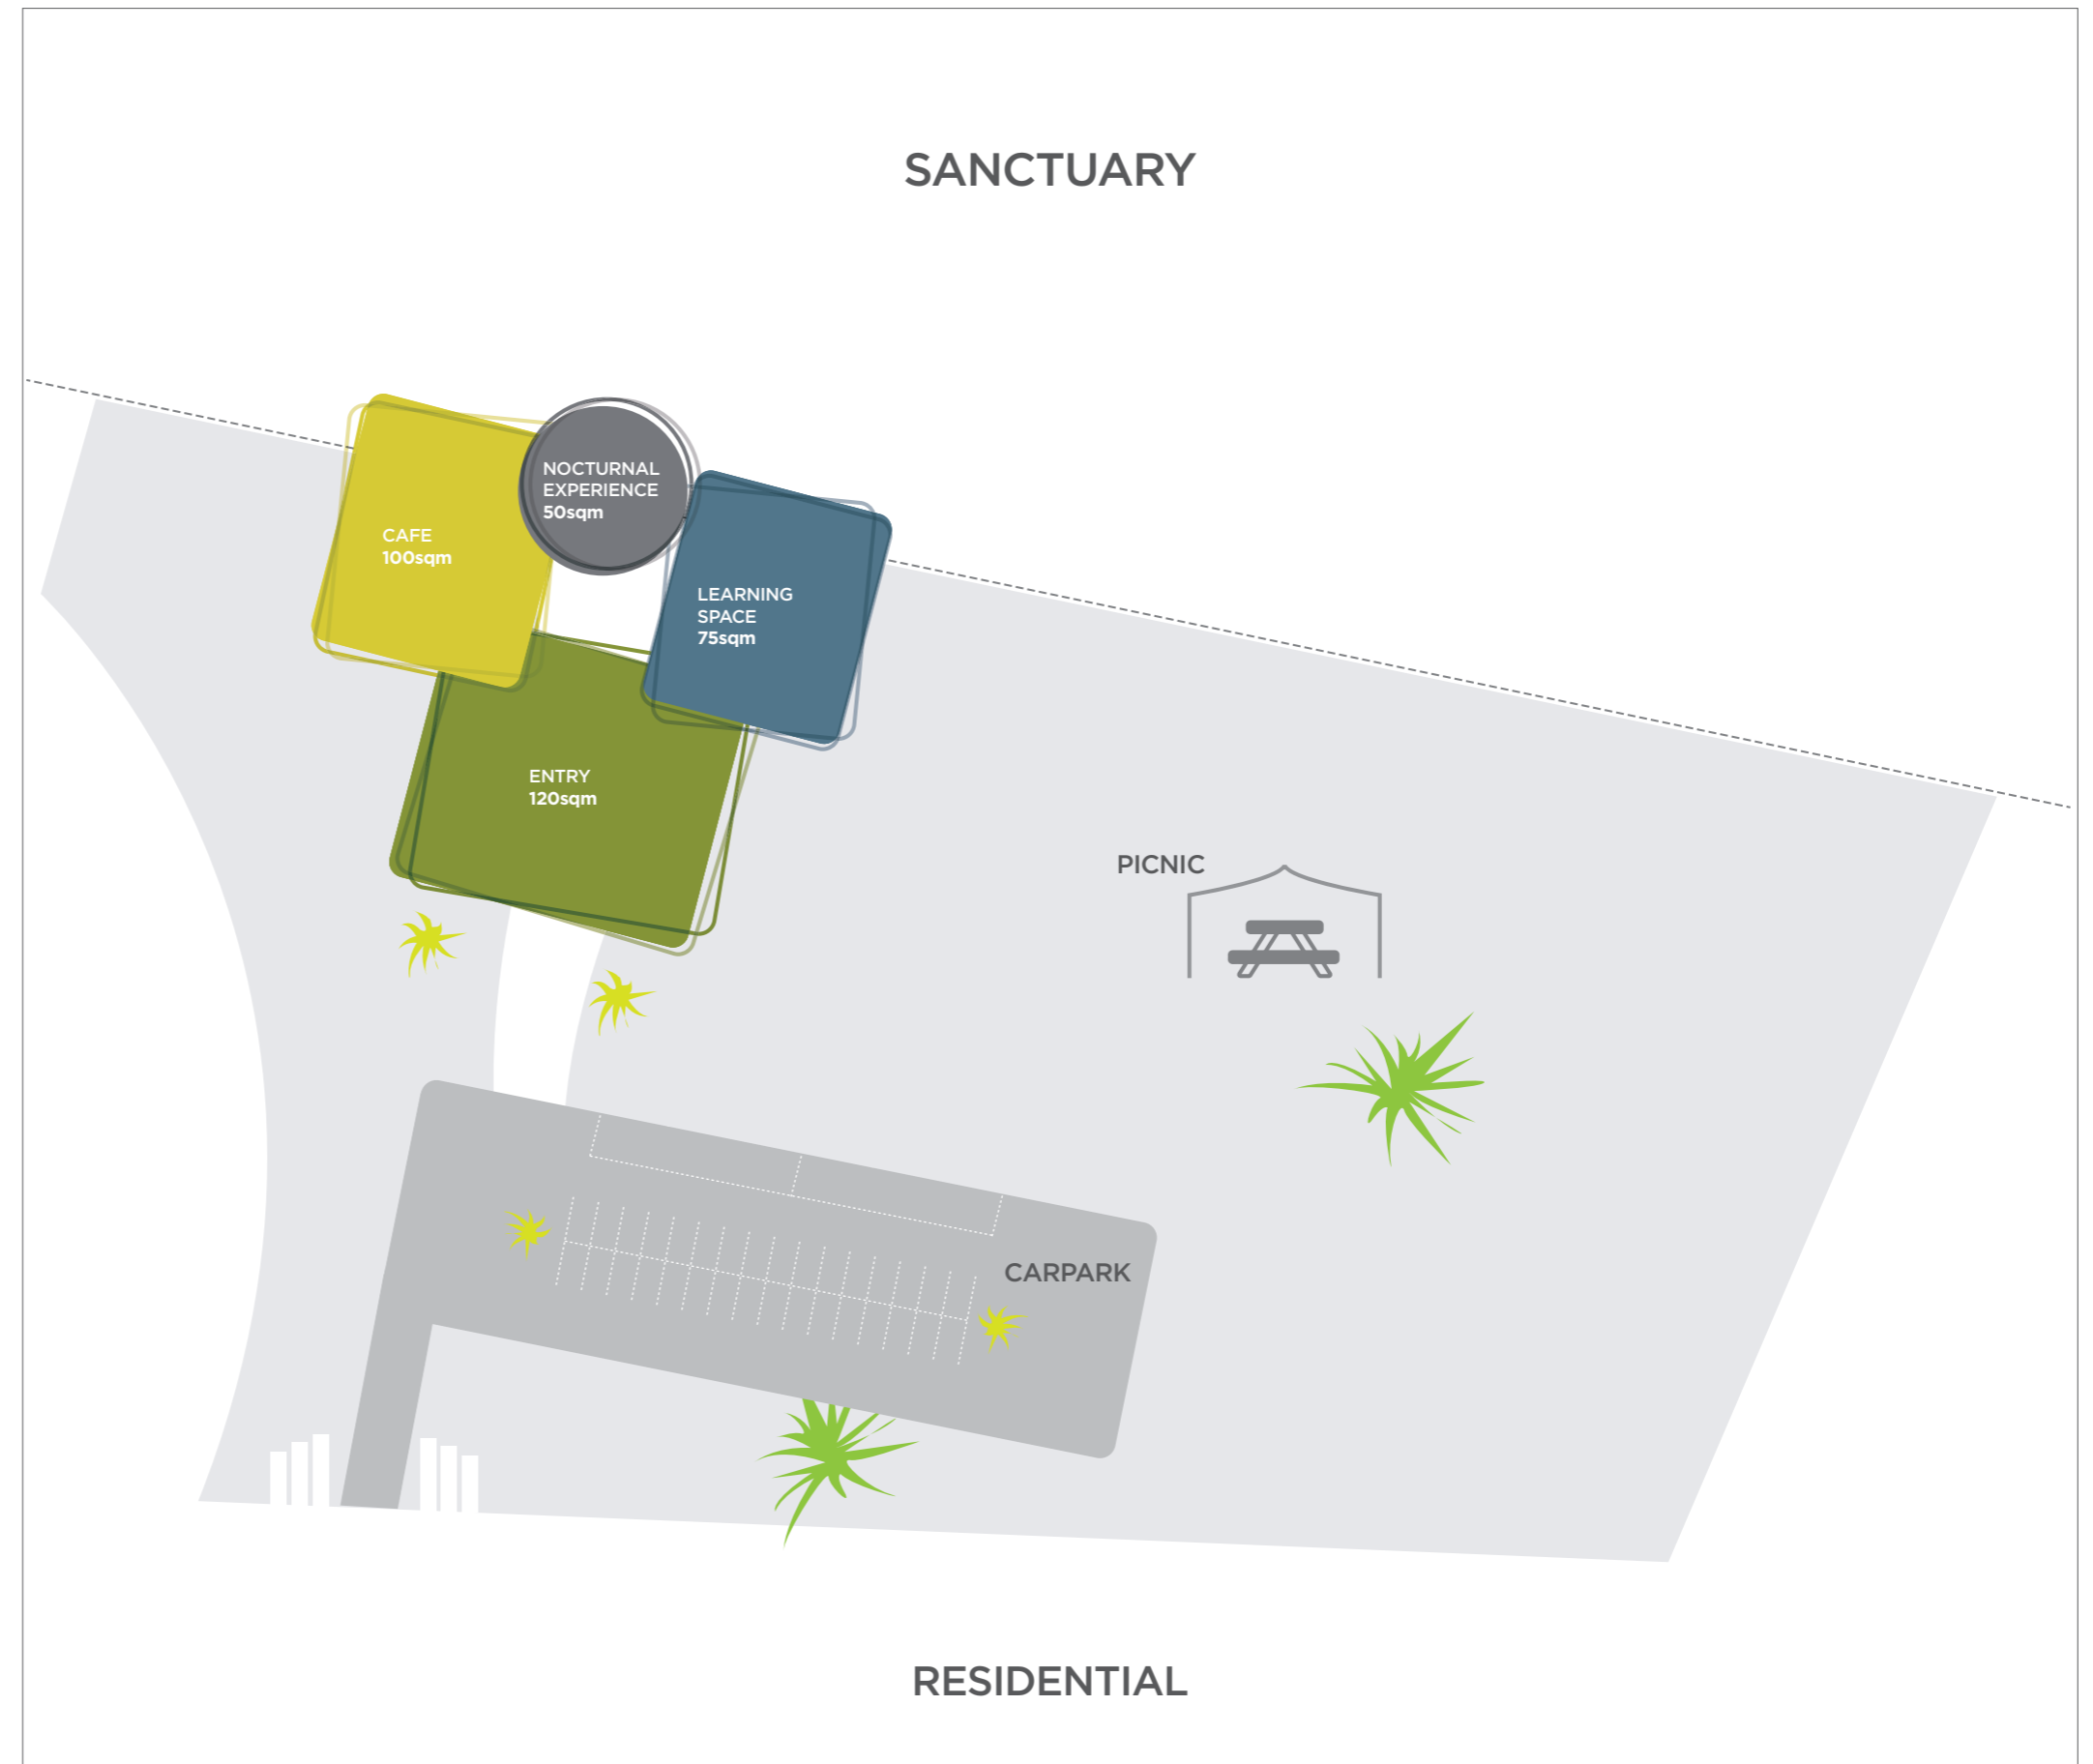 SANCTUARY
NOCTURNAL
EXPERIENCE
50sqm
CAFE
100sqm
LEARNING
SPACE
75sqm
ENTRY
120sqm
PICNIC
CARPARK
RESIDENTIAL